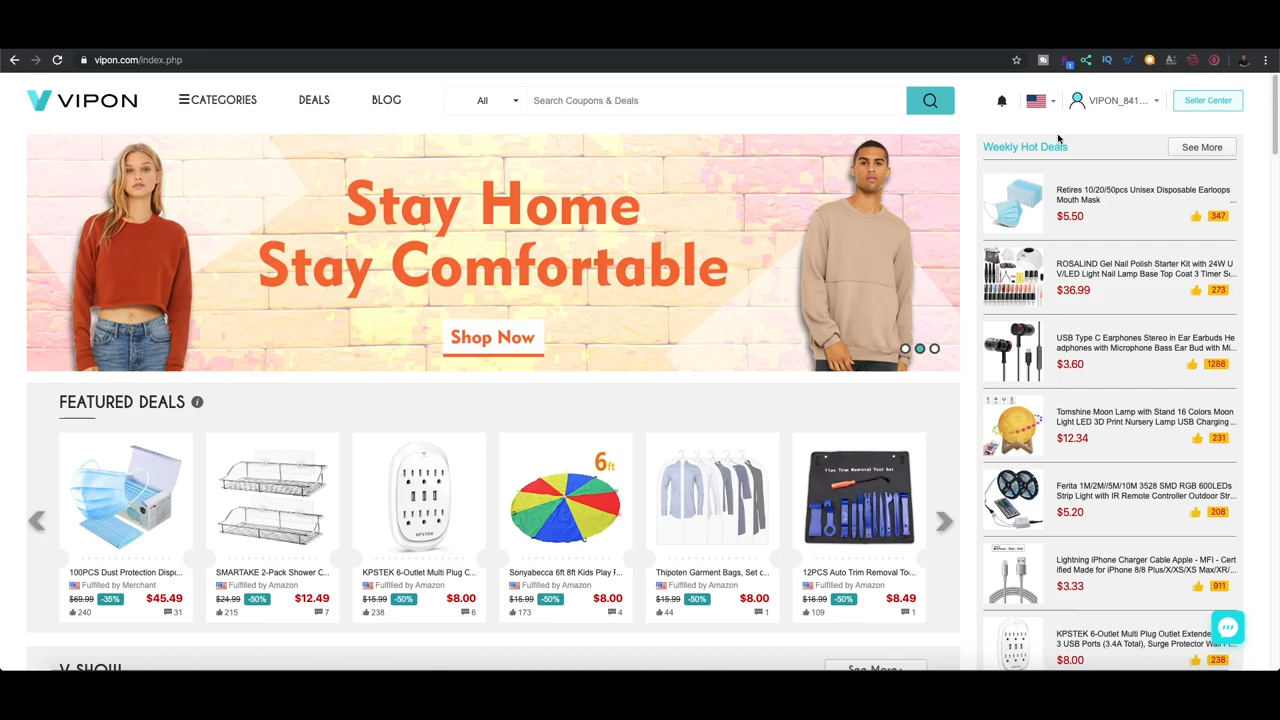 vipon.com/index.php
1
IQ
VIPON
CATEGORIES
DEALS
BLOG
All
Search Coupons & Deals
VIPON_841...
Seller Center
Stay Home
Stay Comfortable
Shop Now
Weekly Hot Deals
See More
Retires 10/20/50pcs Unisex Disposable Earloops
Mouth Mask ...
$5.50
347
ROSALIND Gel Nail Polish Starter Kit with 24W U
V/LED Light Nail Lamp Base Top Coat 3 Timer S...
$36.99
273
USB Type C Earphones Stereo in Ear Earbuds He
adphones with Microphone Bass Ear Bud with Mi...
$3.60
1288
Tomshine Moon Lamp with Stand 16 Colors Moon
Light LED 3D Print Nursery Lamp USB Charging...
$12.34
231
Ferita 1M/2M//5M/10M 3528 SMD RGB 600LEDs
Strip Light with IR Remote Controller Outdoor Str...
$5.20
208
Lightning iPhone Charger Cable Apple - MFI - Cert
ified Made for iPhone 8/8 Plus/X/XS/XS Max/XR/...
$3.33
911
KPSTEK 6-Outlet Multi Plug Outlet Extende
3 USB Ports (3.4A Total), Surge Protector Wall
$8.00
238
FEATURED DEALS
6ft
11pc Trim Removal Tool Set
KPSTEK
100PCS Dust Protection Dispo...
Fulfilled by Merchant
$69.99 -35% $45.49
240 31
SMARTAKE 2-Pack Shower C...
Fulfilled by Amazon
$24.99 -50% $12.49
215 7
KPSTEK 6-Outlet Multi Plug O...
Fulfilled by Amazon
$15.99 -50% $8.00
238 6
Sonyabecca 6ft 8ft Kids Play P...
Fulfilled by Amazon
$15.99 -50% $8.00
173 4
Thipoten Garment Bags, Set o...
Fulfilled by Amazon
$15.99 -50% $8.00
44 1
12PCS Auto Trim Removal To...
Fulfilled by Amazon
$16.99 -50% $8.49
109 1
V SHOW
See More